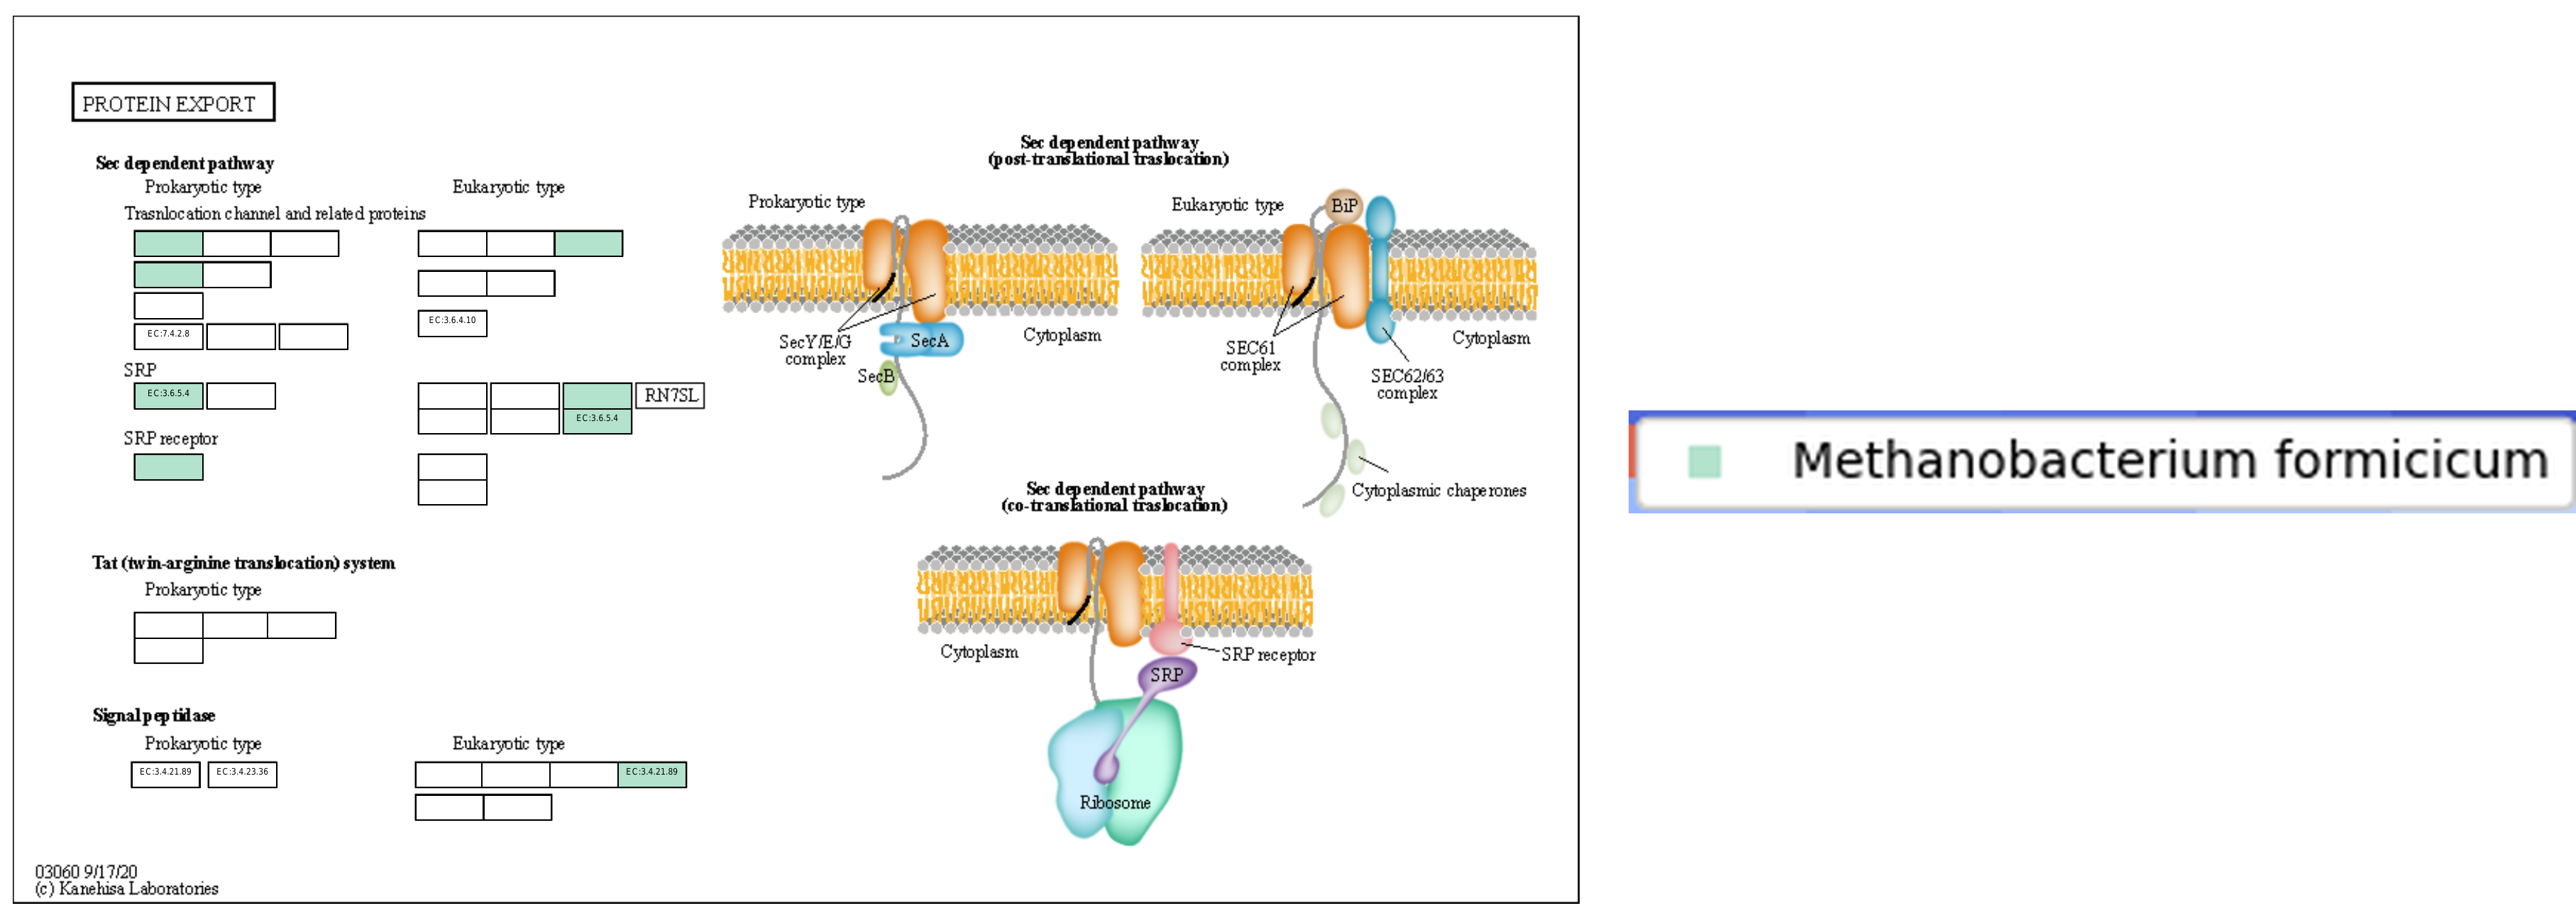 PROTEIN EXPORT
Sec dependent pathway
Prokaryotic type
Eukaryotic type
Trasnlocation channel and related proteins
EC:7.4.2.8
EC:3.6.4.10
SRP
EC:3.6.5.4
RN7SL
EC:3.6.5.4
SRP receptor
Tat (twin-arginine translocation) system
Prokaryotic type
Signal peptidase
Prokaryotic type
Eukaryotic type
EC:3.4.21.89
EC:3.4.23.36
EC:3.4.21.89
03060 9/17/20
(c) Kanehisa Laboratories
Sec dependent pathway
(post-translational traslocation)
Prokaryotic type
SecY/E/G
complex
SecA
SecB
Cytoplasm
Eukaryotic type
BiP
SEC61
complex
Cytoplasm
SEC62/63
complex
Cytoplasmic chaperones
Sec dependent pathway
(co-translational traslocation)
Cytoplasm
SRP receptor
SRP
Ribosome
Methanobacterium formicicum